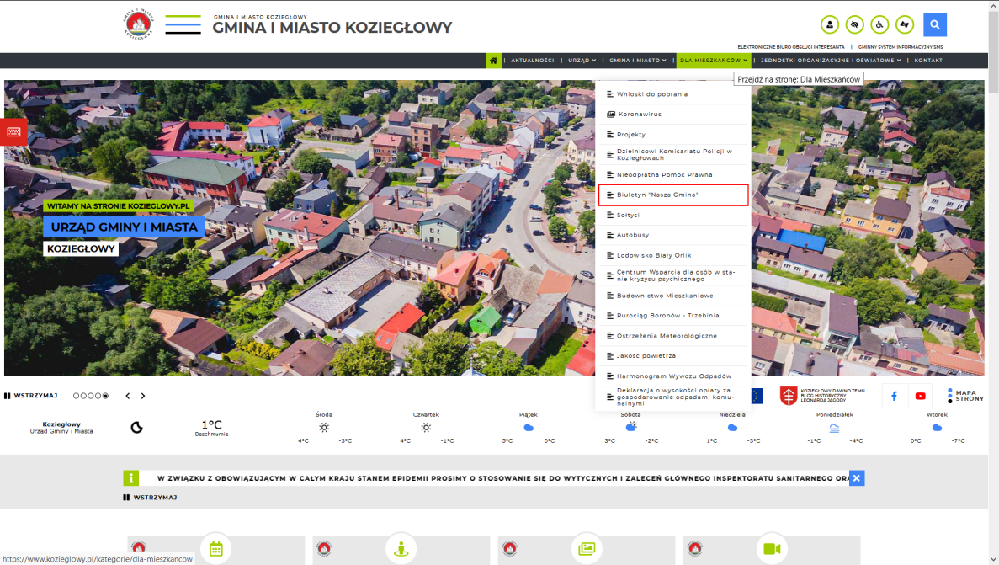 GMINA I MIASTO KOZIEGŁOWY
GMINA I MIASTO KOZIEGŁOWY
ELEKTRONICZNE BIURO OBSŁUGI INTERESANTA | GMINNY SYSTEM INFORMACYJNY SMS
| AKTUALNOŚCI | URZĄD | GMINA I MIASTO | DLA MIESZKAŃCÓW | JEDNOSTKI ORGANIZACYJNE I OŚWIATOWE | KONTAKT
Przejdź na stronę: Dla Mieszkańców
Wnioski do pobrania
Koronawirus
Projekty
Dzielnicowi Komisariatu Policji w
Koziegłowach
Nieodpłatna Pomoc Prawna
Biuletyn "Nasza Gmina"
Sołtysi
Autobusy
Lodowisko Biały Orlik
Centrum Wsparcia dla osób w sta-
nie kryzysu psychicznego
Budownictwo Mieszkaniowe
Rurociąg Boronów - Trzebinia
Ostrzeżenia Meteorologiczne
Jakość powietrza
Harmonogram Wywozu Odpadów
Deklaracja o wysokości opłaty za
gospodarowanie odpadami komu-
nalnymi
WITAMY NA STRONIE KOZIEGLOWY.PL
URZĄD GMINY I MIASTA
KOZIEGŁOWY
WSTRZYMAJ
KOZIEGŁOWY DAWNO TEMU
BLOG HISTORYCZNY
LEONARDA JAGODY
MAPA
STRONY
Koziegłowy
Urząd Gminy i Miasta
1°C
Bezchmurnie
Środa
4°C -3°C
Czwartek
4°C -1°C
Piątek
5°C 0°C
Sobota
3°C -2°C
Niedziela
1°C -3°C
Poniedziałek
-1°C -4°C
Wtorek
0°C -7°C
W ZWIĄZKU Z OBOWIĄZUJĄCYM W CAŁYM KRAJU STANEM EPIDEMII PROSIMY O STOSOWANIE SIĘ DO WYTYCZNYCH I ZALECEŃ GŁÓWNEGO INSPEKTORATU SANITARNEGO ORA
WSTRZYMAJ
https://www.kozieglowy.pl/kategorie/dla-mieszkancow